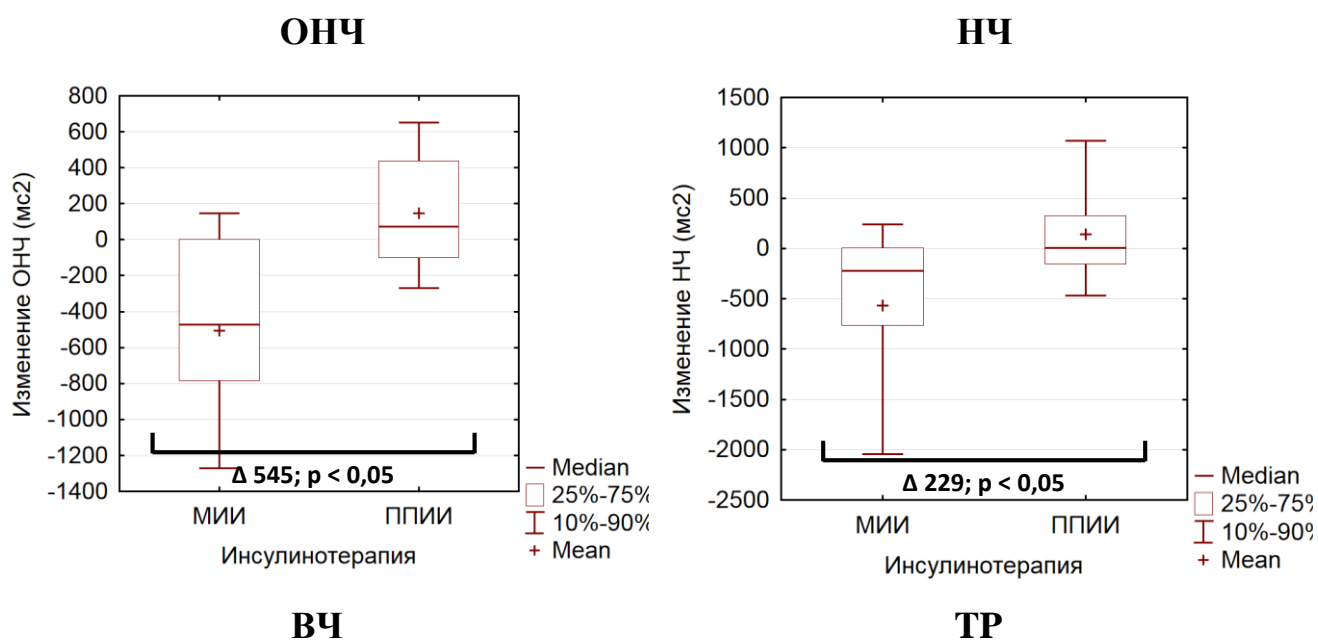 ОНЧ
800
600
400
200
0
-200
-400
-600
-800
-1000
-1200
-1400
Изменение ОНЧ (мс2)
Δ 545; p < 0,05
МИИ ППИИ
Инсулинотерапия
Median
25%-75%
10%-90%
Mean
НЧ
1500
1000
500
0
-500
-1000
-1500
-2000
-2500
Изменение НЧ (мс2)
Δ 229; p < 0,05
МИИ ППИИ
Инсулинотерапия
Median
25%-75%
10%-90%
Mean
ВЧ
ТР